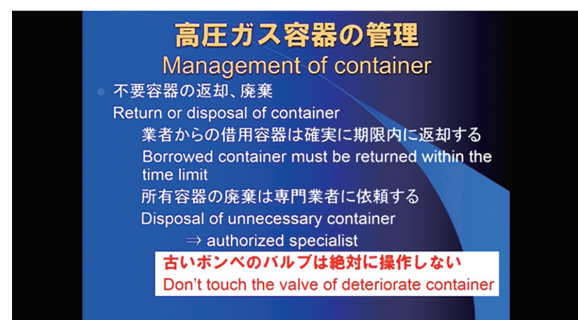 高圧ガス容器の管理
Management of container
不要容器の返却、廃棄
Return or disposal of container
業者からの借用容器は確実に期限内に返却する
Borrowed container must be returned within the
time limit
所有容器の廃棄は専門業者に依頼する
Disposal of unnecessary container
⇒ authorized specialist
古いボンベのバルブは絶対に操作しない
Don't touch the valve of deteriorate container